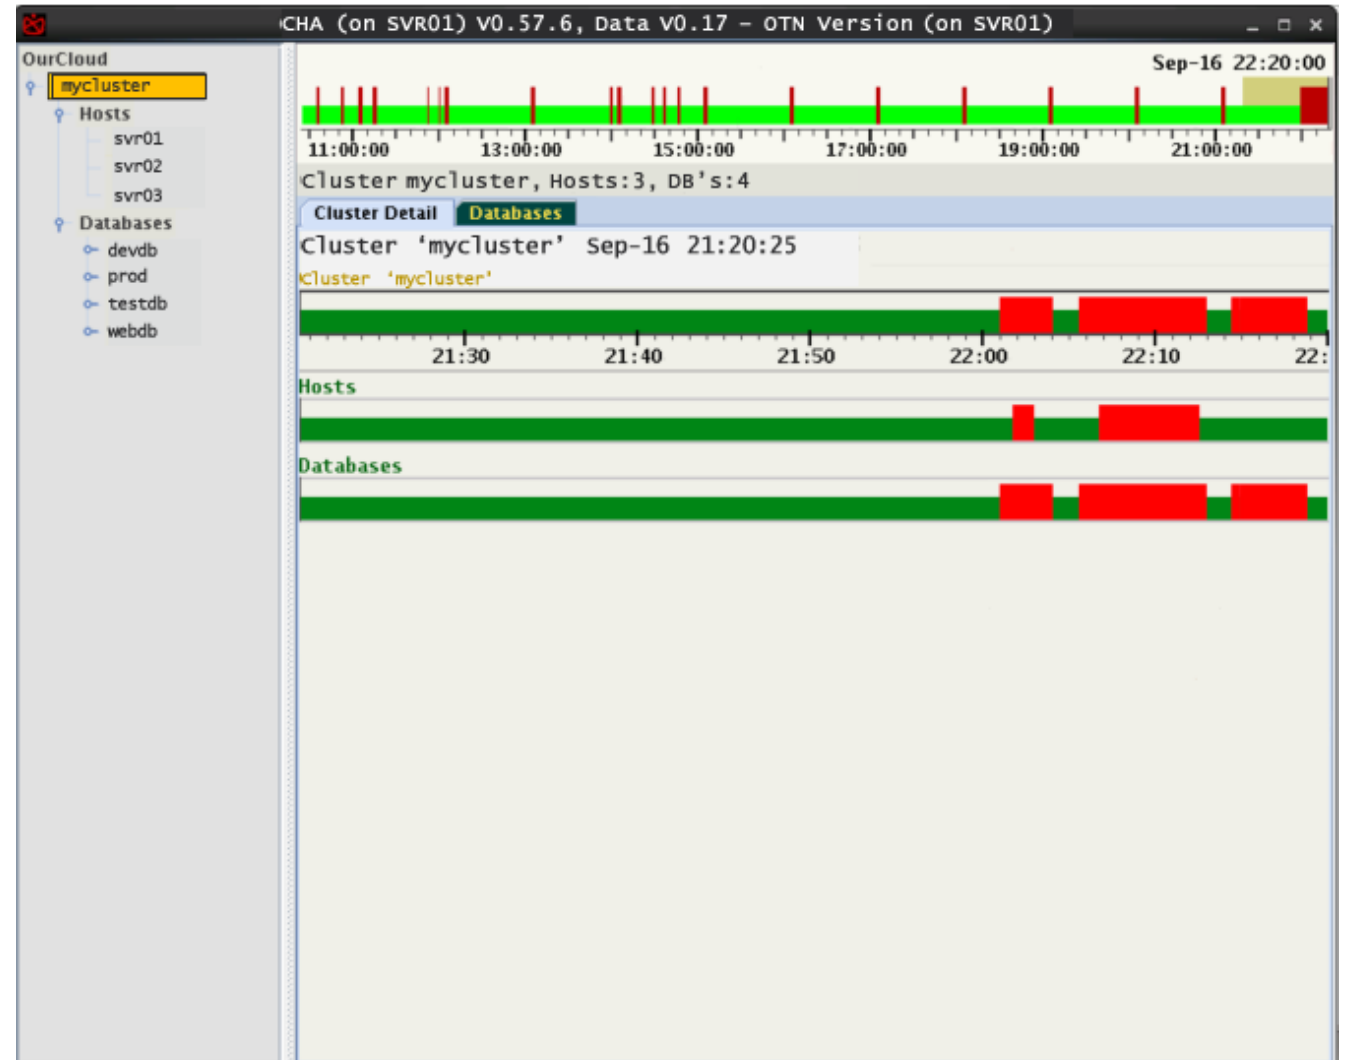 CHA (on SVR01) V0.57.6, Data V0.17 – OTN Version (on SVR01)
OurCloud
mycluster
Hosts
svr01
svr02
svr03
Databases
devdb
prod
testdb
webdb
Sep-16 22:20:00
11:00:00 13:00:00 15:00:00 17:00:00 19:00:00 21:00:00
Cluster mycluster, Hosts:3, DB's:4
Cluster Detail Databases
Cluster ‘mycluster’ Sep-16 21:20:25
Cluster ‘mycluster’
21:30 21:40 21:50 22:00 22:10 22:
Hosts
Databases